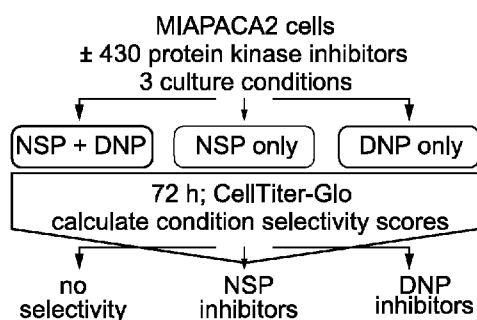 MIAPACA2 cells
± 430 protein kinase inhibitors
3 culture conditions
NSP + DNP
NSP only
DNP only
72 h; CellTiter-Glo
calculate condition selectivity scores
no
selectivity
NSP
inhibitors
DNP
inhibitors